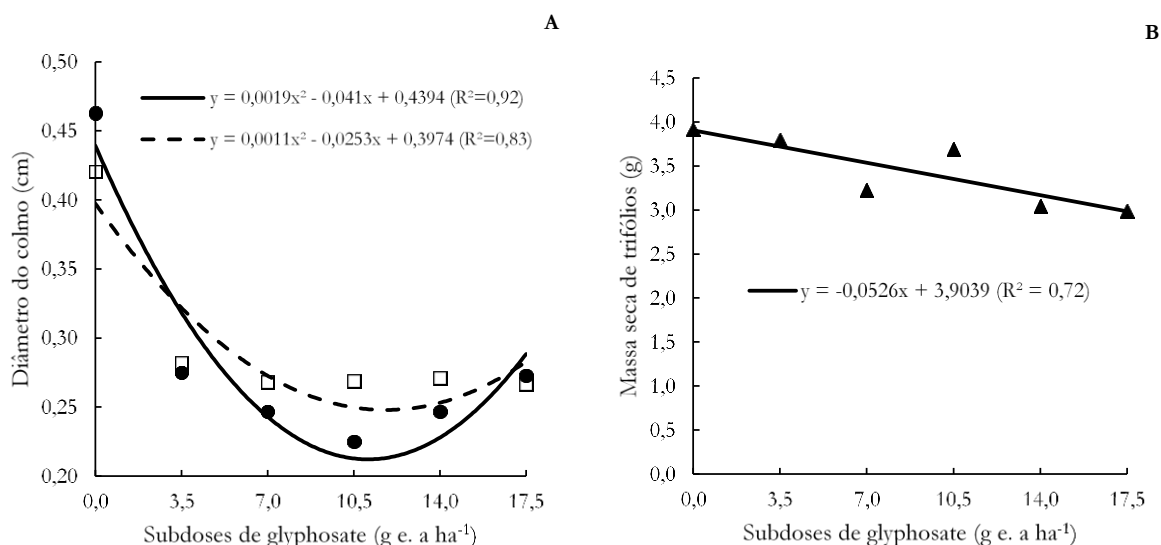 A
0,50
0,45
0,40
0,35
0,30
0,25
0,20
Diâmetro do colmo (cm)
y = 0,0019x² - 0,041x + 0,4394 (R²=0,92)
y = 0,0011x² - 0,0253x + 0,3974 (R²=0,83)
0,0 3,5 7,0 10,5 14,0 17,5
Subdoses de glyphosate (g e. a ha⁻¹)
B
4,5
4,0
3,5
3,0
2,5
2,0
1,5
1,0
0,5
0,0
Massa seca de trifólios (g)
y = -0,0526x + 3,9039 (R² = 0,72)
0,0 3,5 7,0 10,5 14,0 17,5
Subdoses de glyphosate (g e. a ha⁻¹)